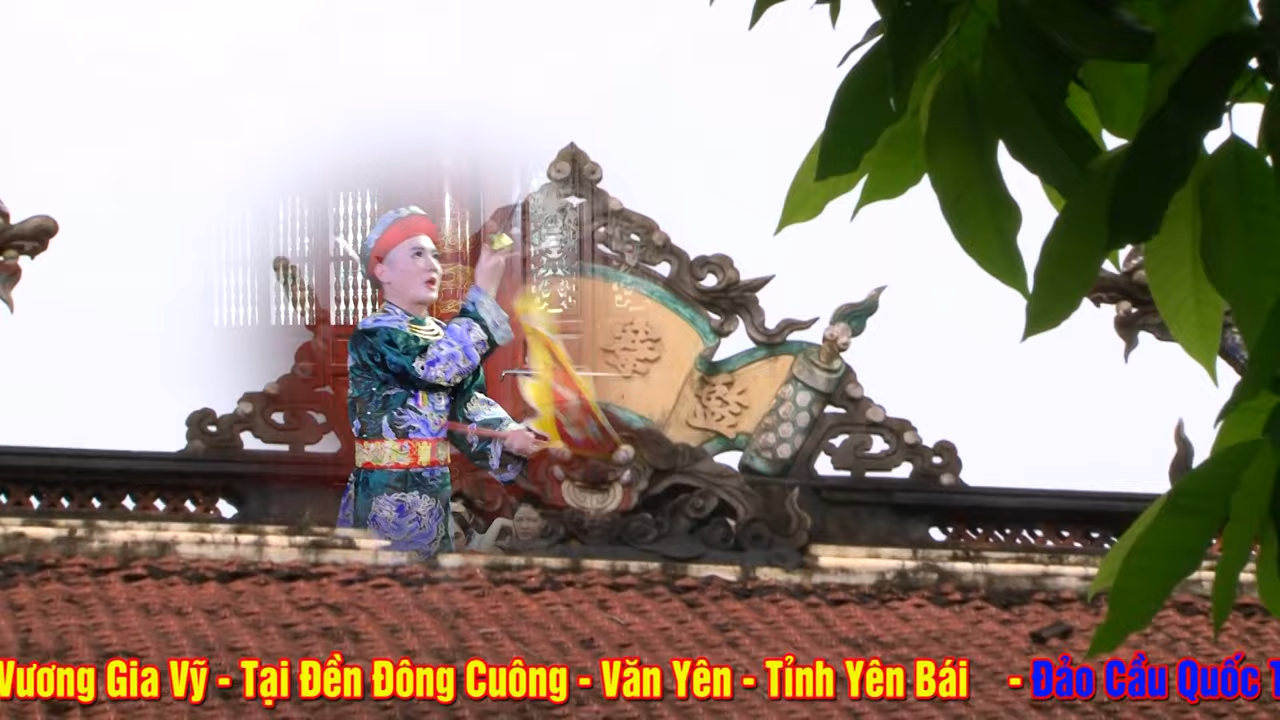 Vương Gia Vỹ - Tại Đền Đông Cuông - Văn Yên - Tỉnh Yên Bái - Đảo Cầu Quốc